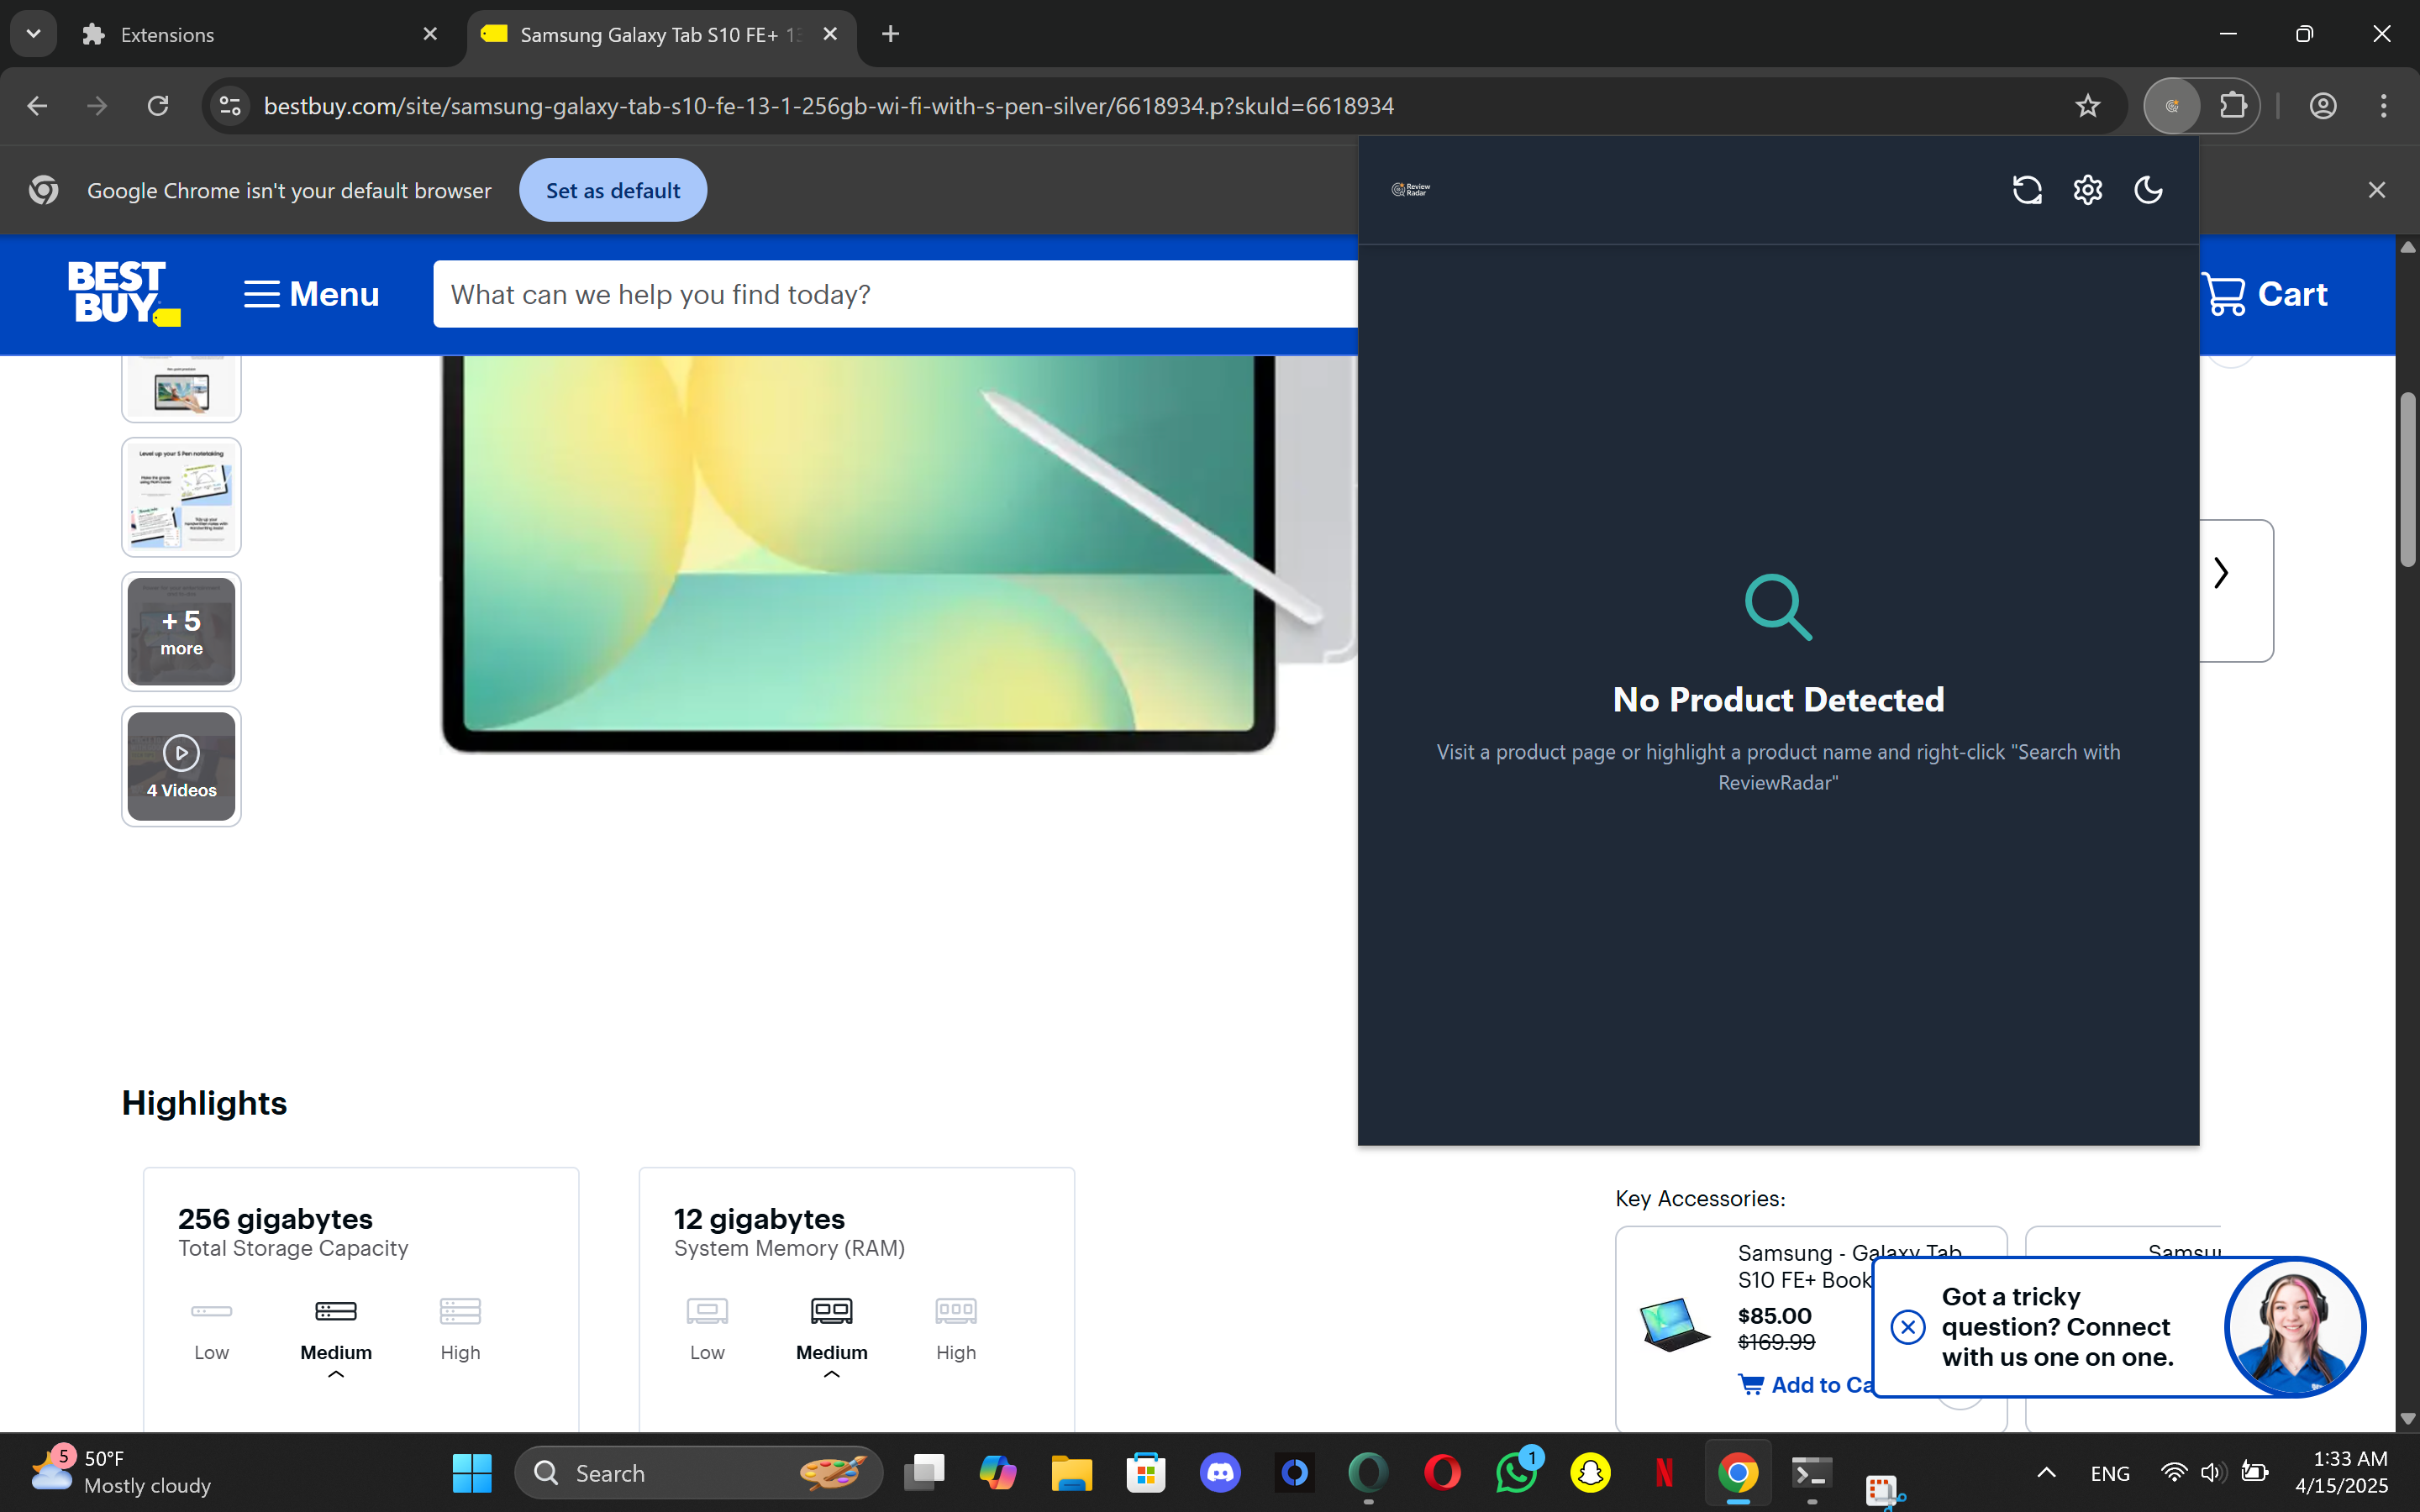 Extensions
Samsung Galaxy Tab S10 FE+ 13
bestbuy.com/site/samsung-galaxy-tab-s10-fe-13-1-256gb-wi-fi-with-s-pen-silver/6618934.p?skuId=6618934
Google Chrome isn't your default browser
Set as default
Review
Radar
BEST
BUY
Menu
What can we help you find today?
Cart
Level up your S Pen notetaking
+ 5
more
4 Videos
No Product Detected
Visit a product page or highlight a product name and right-click "Search with
ReviewRadar"
Highlights
256 gigabytes
Total Storage Capacity
Low
Medium
High
12 gigabytes
System Memory (RAM)
Low
Medium
High
Key Accessories:
Samsung - Galaxy Tab
S10 FE+ Book
$85.00
$169.99
Add to Ca
Samsu
Got a tricky
question? Connect
with us one on one.
5
50°F
Mostly cloudy
Search
1
N
ENG
1:33 AM
4/15/2025